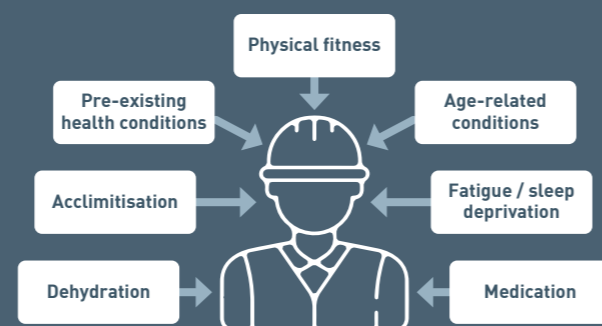 Physical fitness
Pre-existing
health conditions
Age-related
conditions
Acclimitisation
Fatigue / sleep
deprivation
Dehydration
Medication